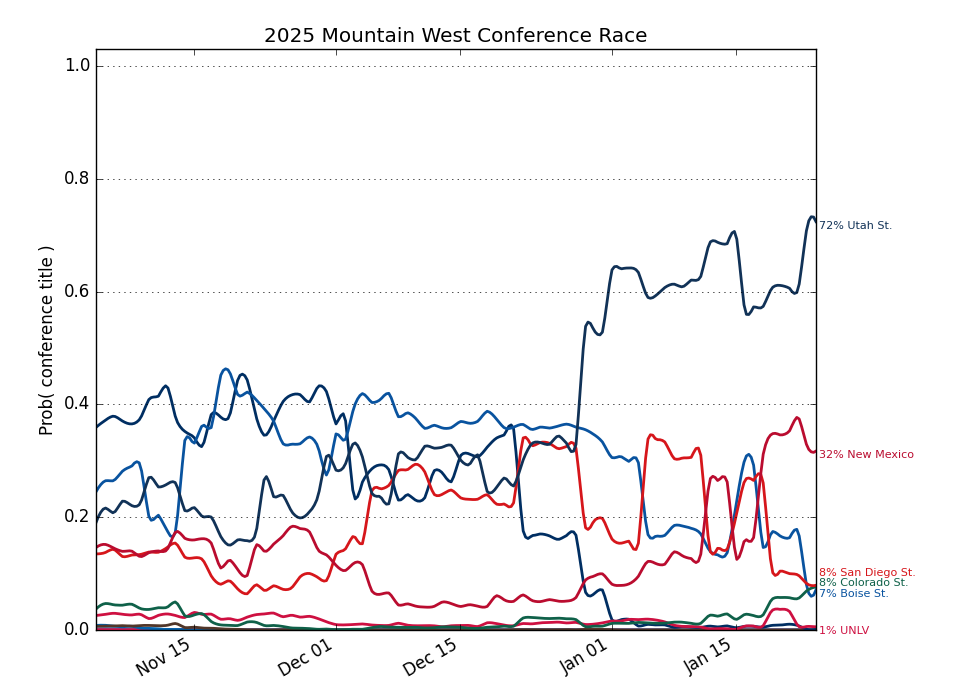 2025 Mountain West Conference Race
Prob( conference title )
1.0
0.8
0.6
0.4
0.2
0.0
Nov 15
Dec 01
Dec 15
Jan 01
Jan 15
72% Utah St.
32% New Mexico
8% San Diego St.
8% Colorado St.
7% Boise St.
1% UNLV